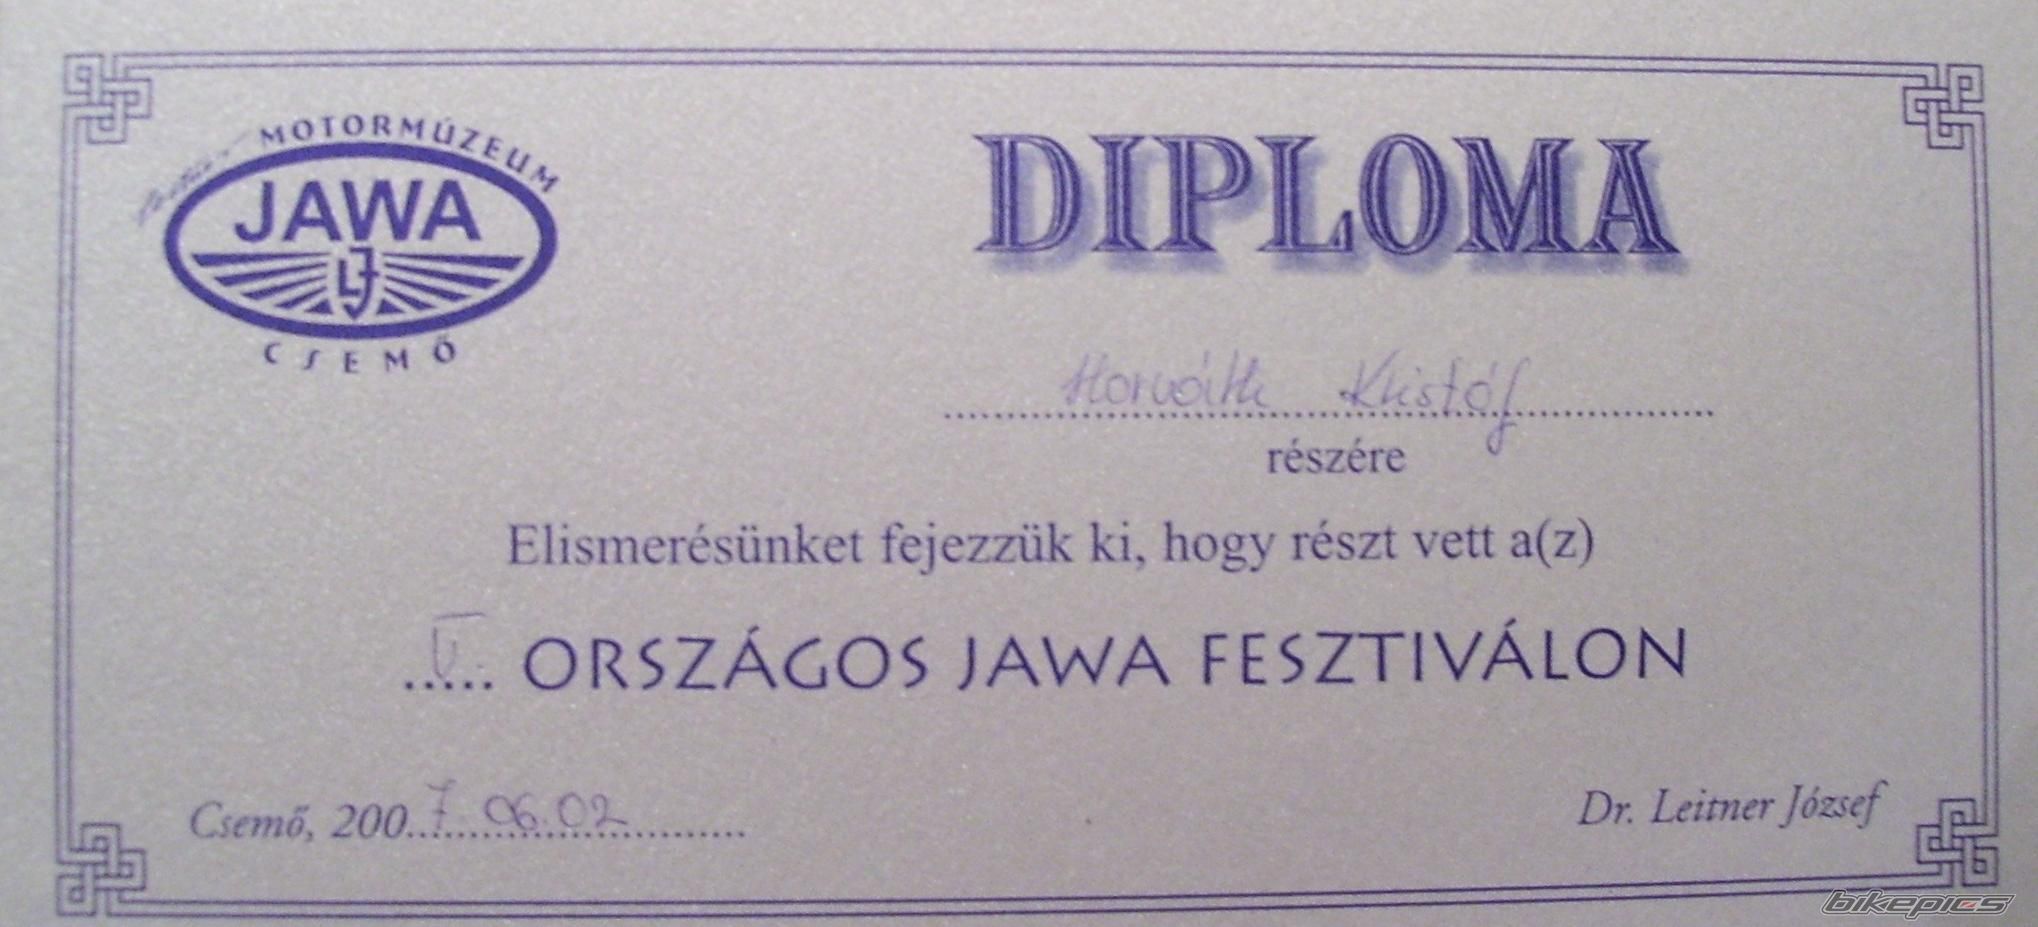 MOTORMÚZEUM
JAWA
LJ
CSEMŐ
DIPLOMA
Horváth Kristóf
részére
Elismerésünket fejezzük ki, hogy részt vett a(z)
..... ORSZÁGOS JAWA FESZTIVÁLON
Csemő, 2007.06.02
Dr. Leitner József
bikepics